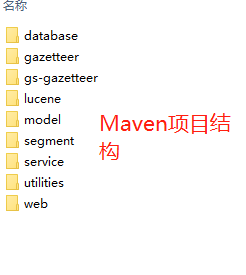 名称
database
gazetteer
gs-gazetteer
lucene
model
segment
service
utilities
web
Maven项目结
构